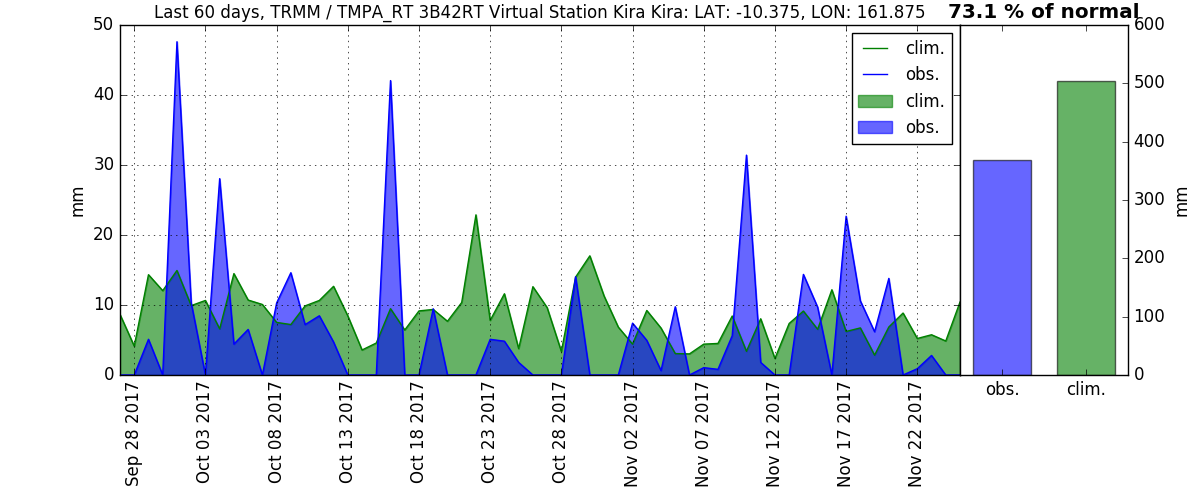 Last 60 days, TRMM / TMPA_RT 3B42RT Virtual Station Kira Kira: LAT: -10.375, LON: 161.875
73.1 % of normal
50
40
30
20
10
0
mm
clim.
obs.
clim.
obs.
Sep 28 2017
Oct 03 2017
Oct 08 2017
Oct 13 2017
Oct 18 2017
Oct 23 2017
Oct 28 2017
Nov 02 2017
Nov 07 2017
Nov 12 2017
Nov 17 2017
Nov 22 2017
600
500
400
300
200
100
0
mm
obs.
clim.